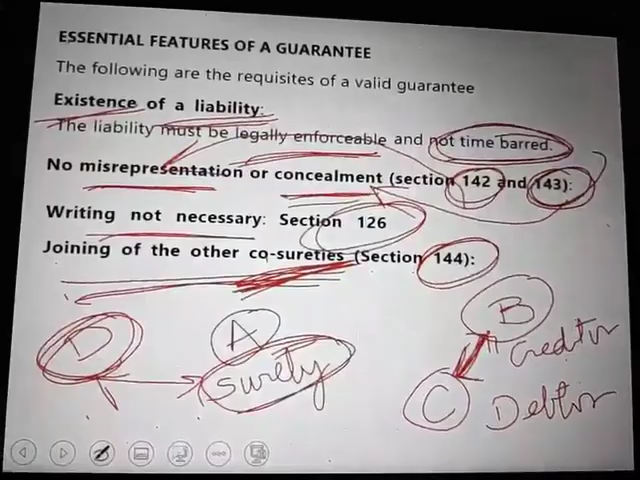 ESSENTIAL FEATURES OF A GUARANTEE
The following are the requisites of a valid guarantee
Existence of a liability:
The liability must be legally enforceable and not time barred.
No misrepresentation or concealment (section 142 and 143):
Writing not necessary: Section 126
Joining of the other co-sureties (Section 144):
D A B
Surety Creditor
C Debtor